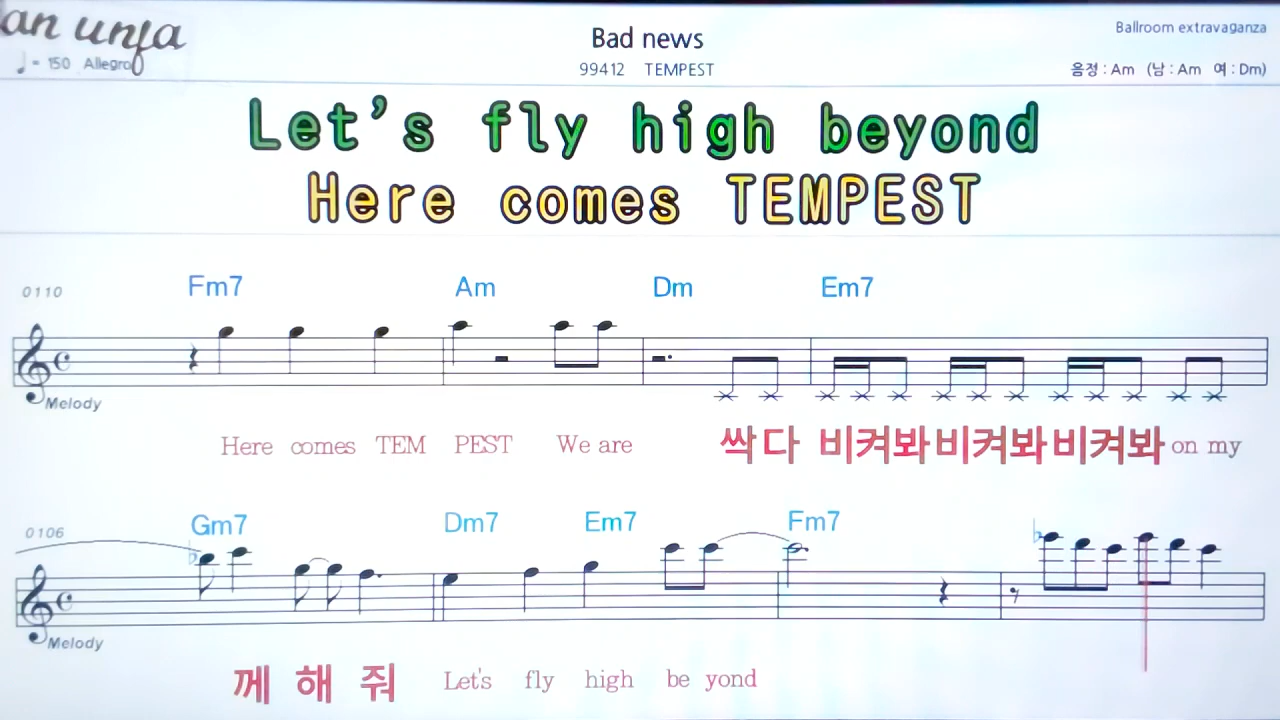 an unfa
♩= 150 Allegro
Bad news
99412 TEMPEST
Ballroom extravaganza
음정 : Am (남 : Am 여 : Dm)
Let's fly high beyond
Here comes TEMPEST
0110 Fm7 Am Dm Em7
Melody
Here comes TEM PEST We are 싹 다 비켜봐 비켜봐 비켜봐 on my
0106 Gm7 Dm7 Em7 Fm7
Melody
께 해 줘 Let's fly high be yond